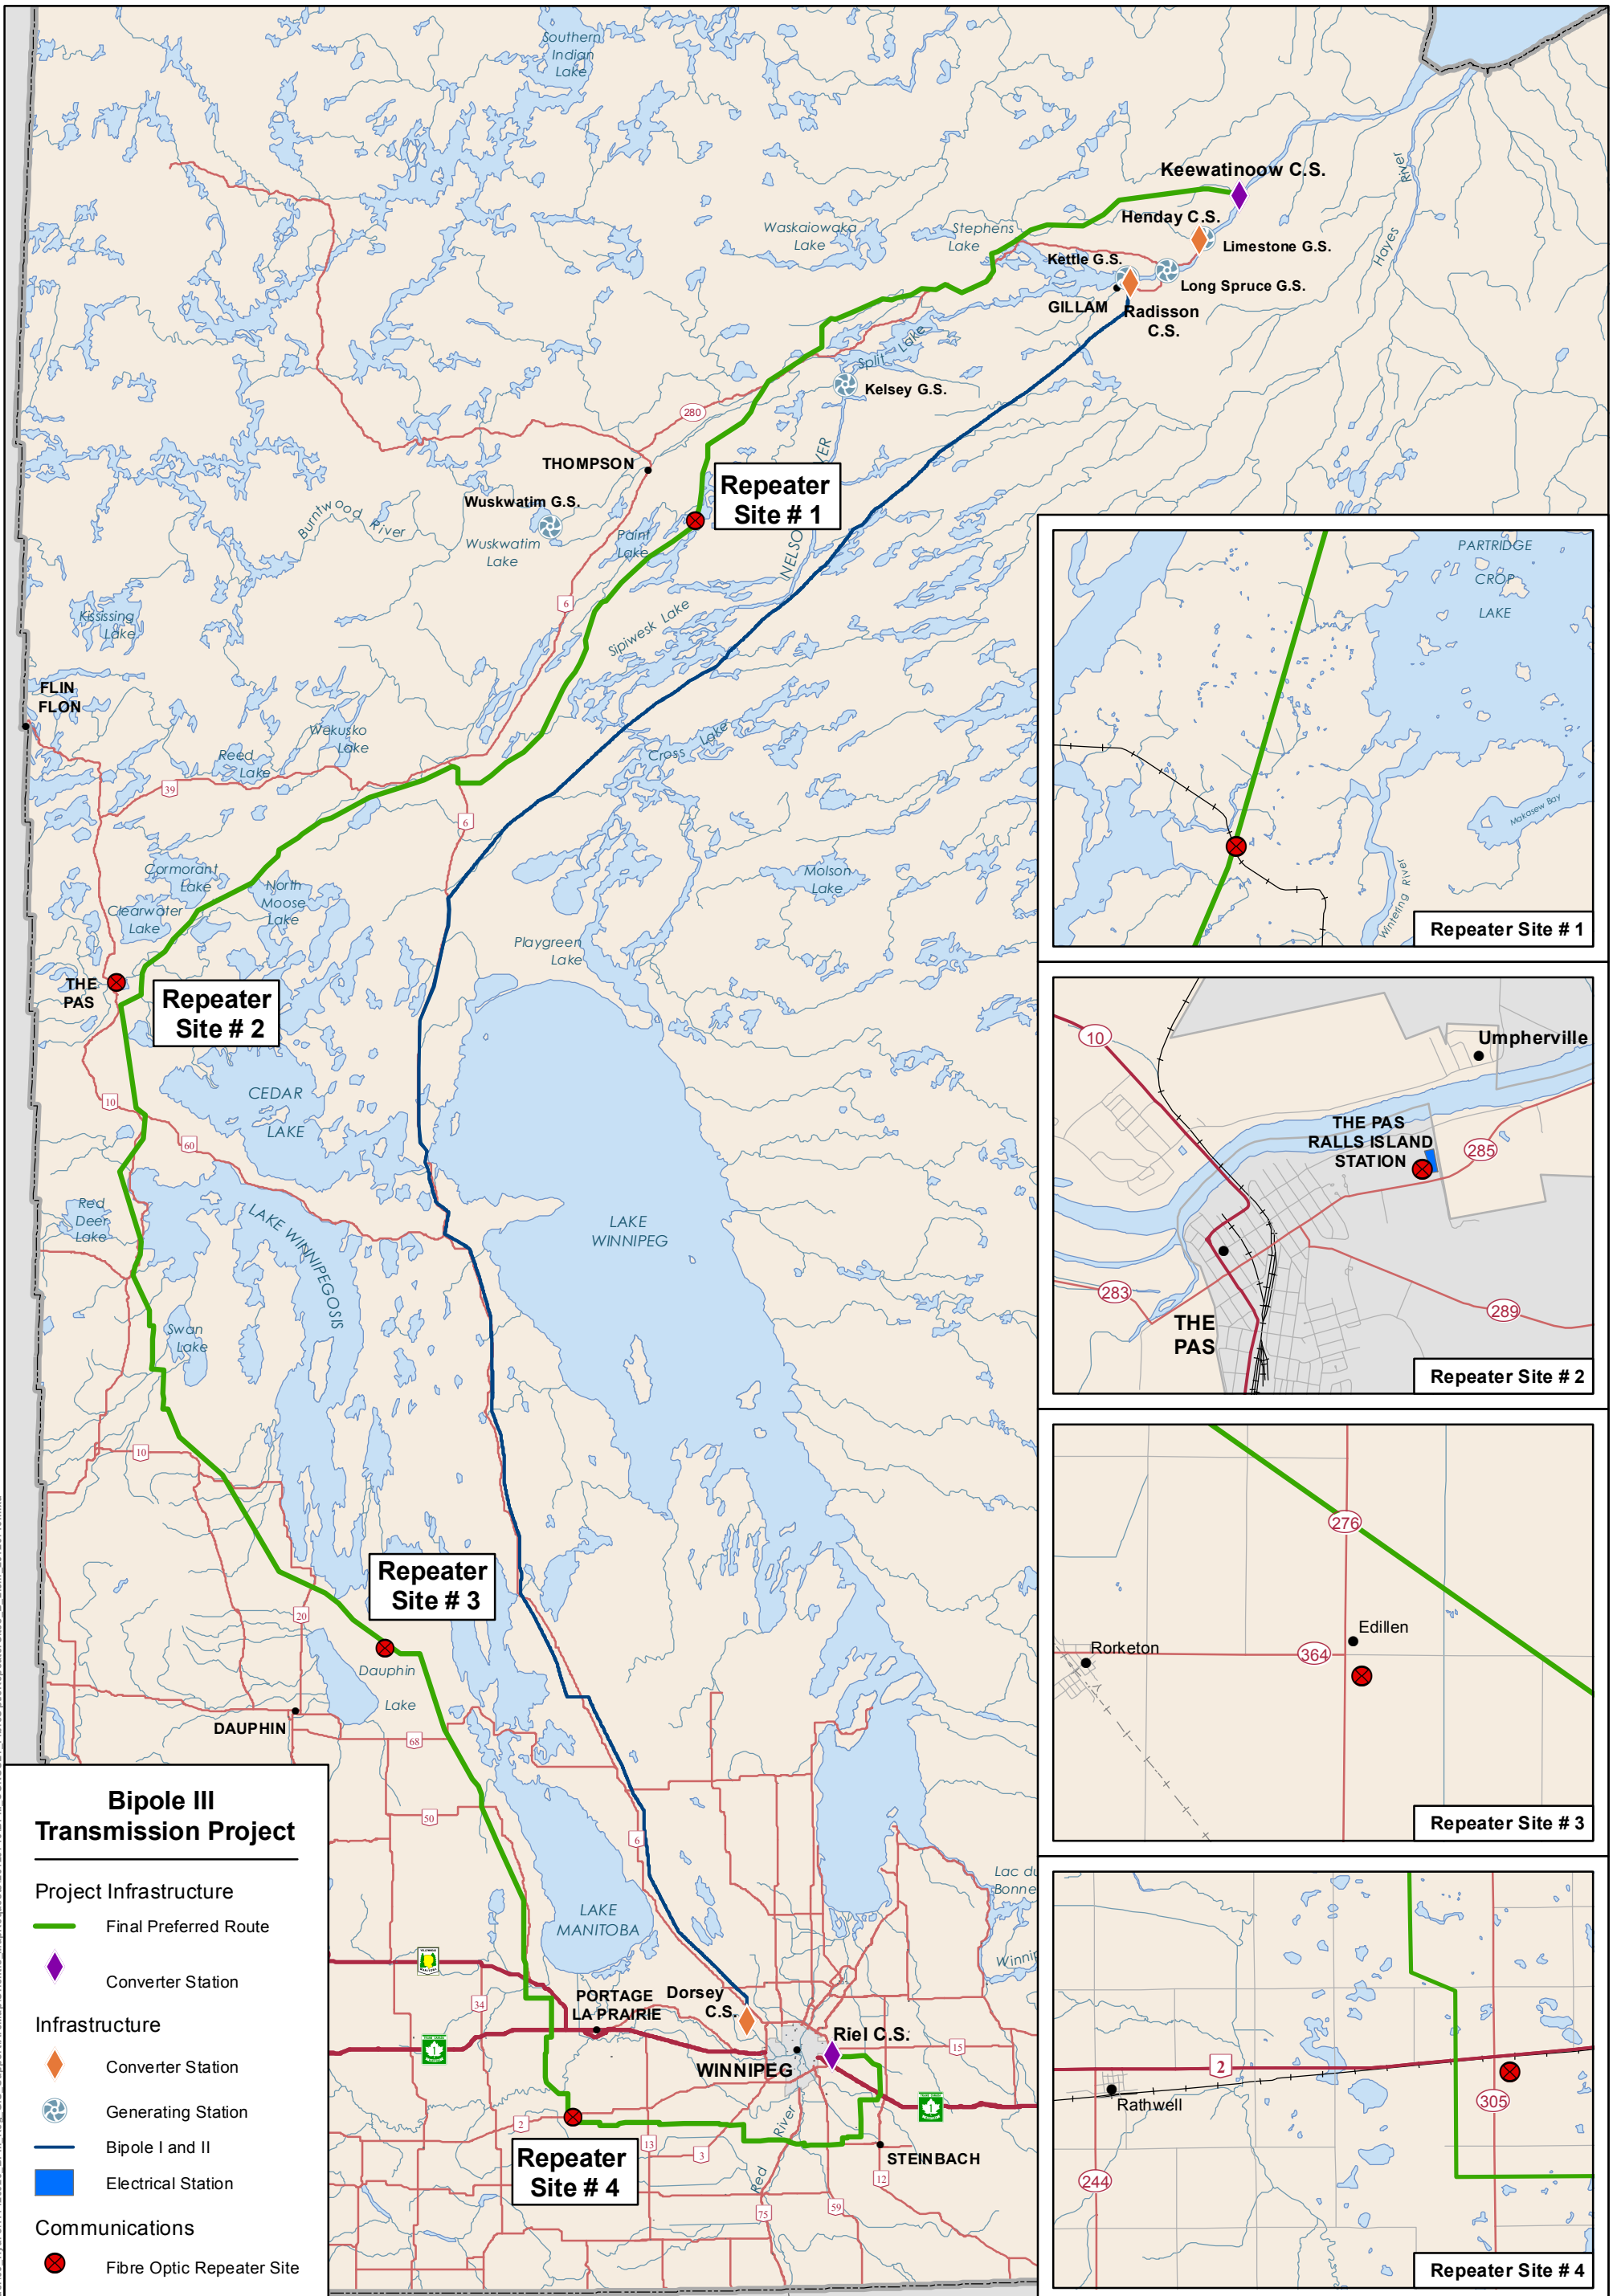 Southern
Indian
Lake
Keewatinoow C.S.
Henday C.S.
Limestone G.S.
Waskaiowaka
Lake
Stephens
Lake
Kettle G.S.
Long Spruce G.S.
GILLAM
Radisson
C.S.
Hayes
River
Split Lake
Kelsey G.S.
280
THOMPSON
Repeater
Site # 1
Wuskwatim G.S.
Burntwood River
Wuskwatim
Lake
Paint
Lake
NELSON RIVER
6
Sipiwesk Lake
Kississing
Lake
FLIN
FLON
Wekusko
Lake
Reed
Lake
Cross Lake
39
6
Cormorant
Lake
North
Moose
Lake
Clearwater
Lake
Molson
Lake
Playgreen
Lake
THE
PAS
Repeater
Site # 2
CEDAR
LAKE
10
60
Red
Deer
Lake
LAKE WINNIPEGOSIS
LAKE
WINNIPEG
Swan
Lake
10
Repeater
Site # 3
20
Dauphin
Lake
DAUPHIN
68
50
6
LAKE
MANITOBA
Lac du
Bonne
Winnip
34
PORTAGE
LA PRAIRIE
Dorsey
C.S.
1
Riel C.S.
15
WINNIPEG
1
2
13
3
River
Red
STEINBACH
12
59
75
Repeater
Site # 4
Bipole III
Transmission Project
Project Infrastructure
Final Preferred Route
Converter Station
Infrastructure
Converter Station
Generating Station
Bipole I and II
Electrical Station
Communications
Fibre Optic Repeater Site
PARTRIDGE
CROP
LAKE
Makasew Bay
Wintering River
Repeater Site # 1
10
Umpherville
THE PAS
RALLS ISLAND
STATION
285
283
289
THE
PAS
Repeater Site # 2
276
Edillen
Rorketon
364
Repeater Site # 3
2
Rathwell
305
244
Repeater Site # 4